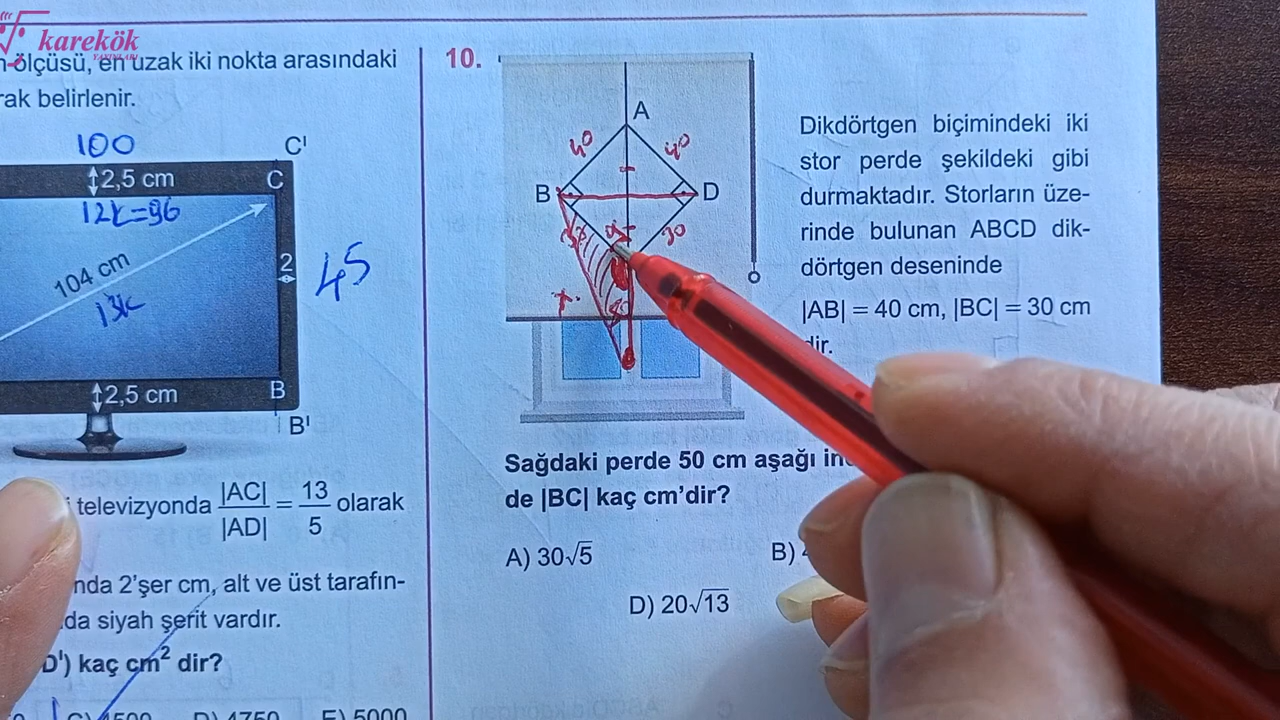 karekök
YAYINLARI
n ölçüsü, en uzak iki nokta arasındaki
rak belirlenir.
100
C'
2,5 cm
C
12k=96
104 cm
13k
2
45
2,5 cm
B
B'
televizyonda |AC| / |AD| = 13 / 5 olarak
nda 2'şer cm, alt ve üst tarafın-
da siyah şerit vardır.
D') kaç cm² dir?
C) 4500 D) 4750 E) 5000
10.
A
40
40
B
D
30
Dikdörtgen biçimindeki iki
stor perde şekildeki gibi
durmaktadır. Storların üze-
rinde bulunan ABCD dik-
dörtgen deseninde
|AB| = 40 cm, |BC| = 30 cm
dir.
Sağdaki perde 50 cm aşağı in
de |BC| kaç cm'dir?
A) 30√5
B)
D) 20√13